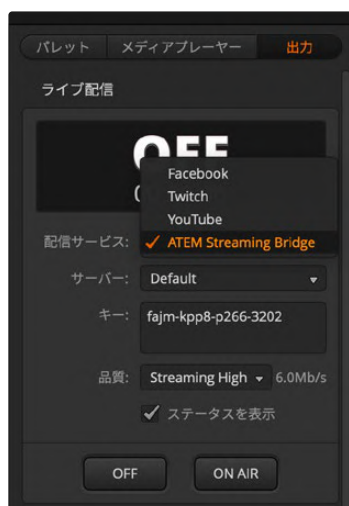 パレット メディアプレーヤー 出力
ライブ配信
OFF
Facebook
Twitch
YouTube
配信サービス: ✓ ATEM Streaming Bridge
サーバー: Default
キー: fajm-kpp8-p266-3202
品質: Streaming High 6.0Mb/s
ステータスを表示
OFF ON AIR